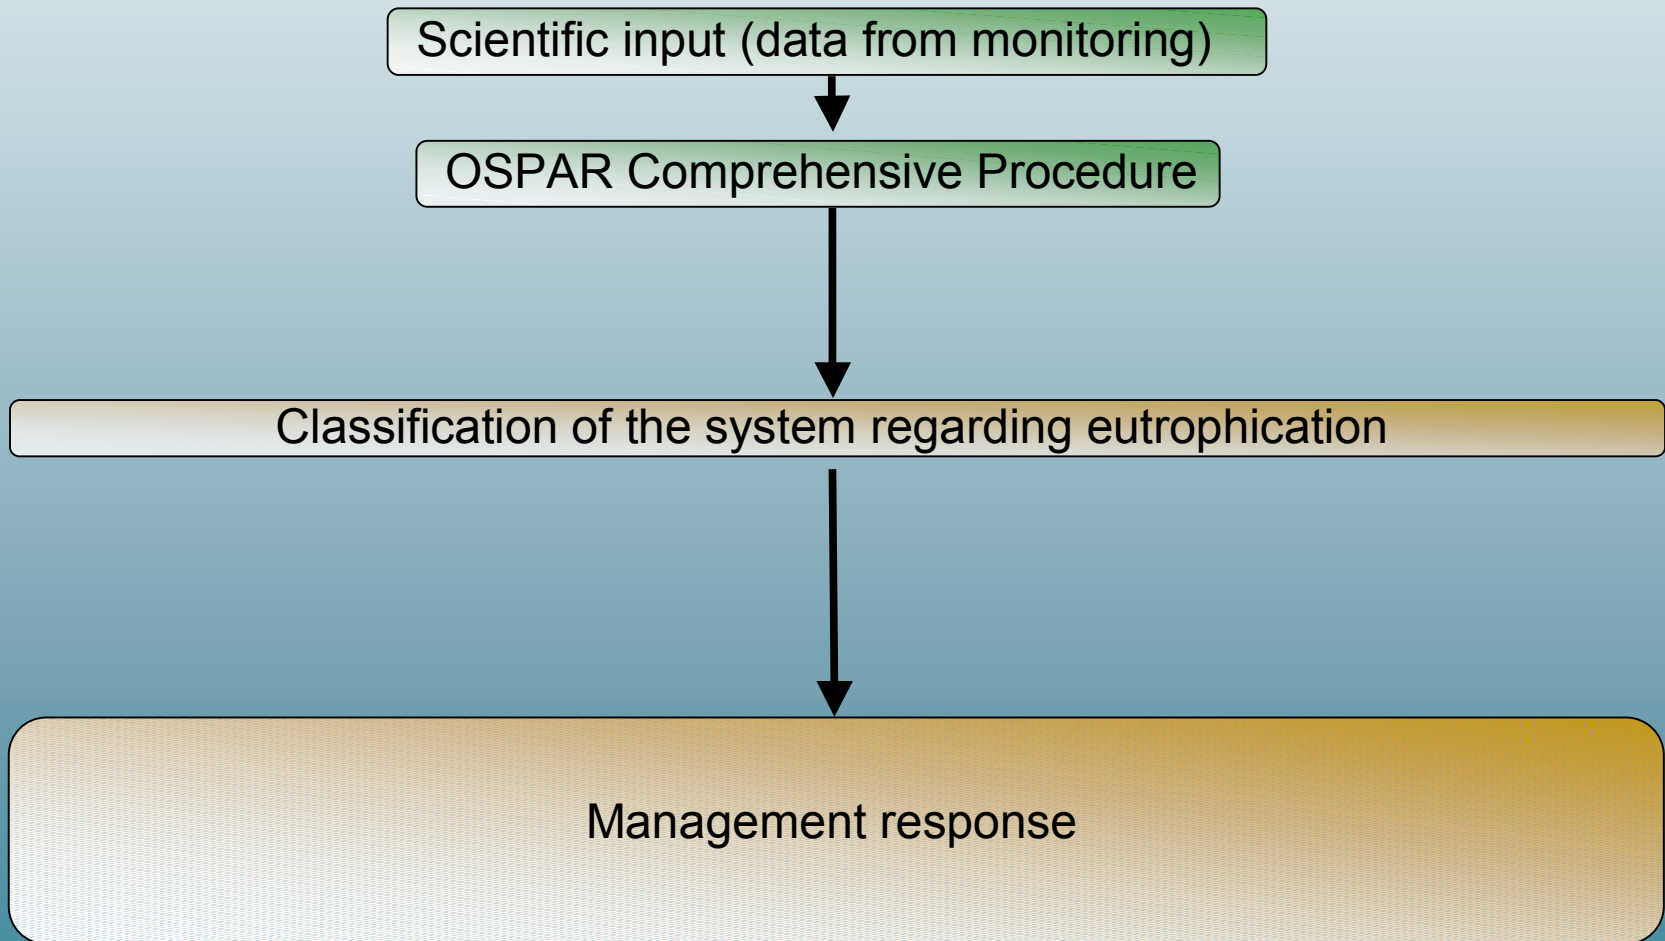 Scientific input (data from monitoring)
OSPAR Comprehensive Procedure
Classification of the system regarding eutrophication
Management response